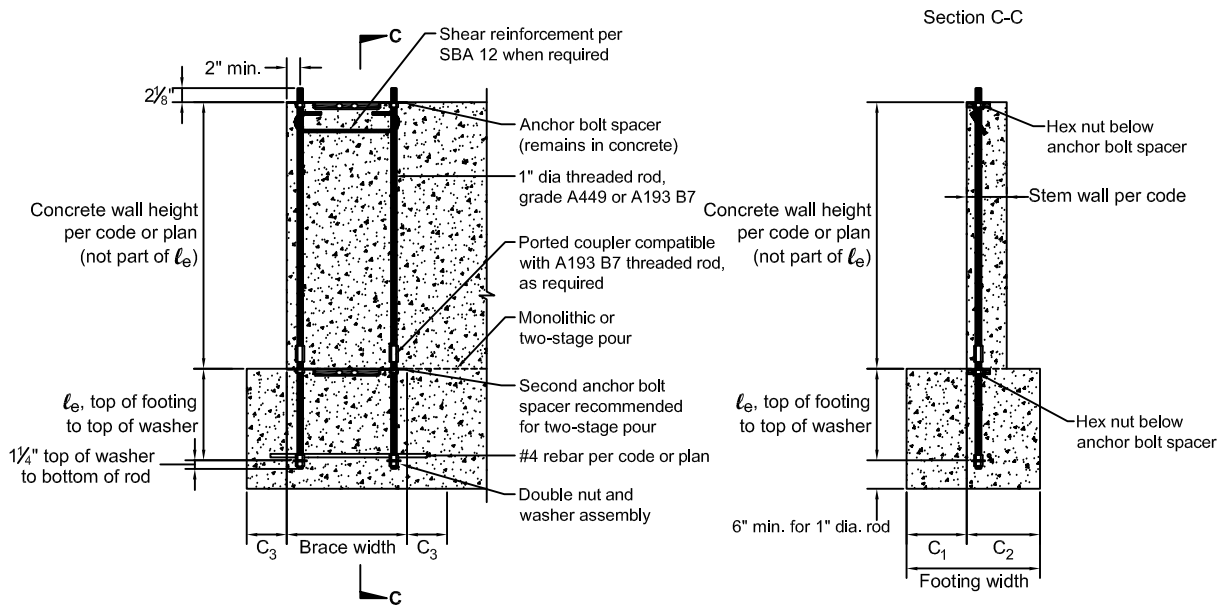 Section C-C
C
Shear reinforcement per
SBA 12 when required
2" min.
2⅛"
Anchor bolt spacer
(remains in concrete)
1" dia threaded rod,
grade A449 or A193 B7
Concrete wall height
per code or plan
(not part of ℓe)
Ported coupler compatible
with A193 B7 threaded rod,
as required
Monolithic or
two-stage pour
ℓe, top of footing
to top of washer
Second anchor bolt
spacer recommended
for two-stage pour
1¼" top of washer
to bottom of rod
#4 rebar per code or plan
Double nut and
washer assembly
C3
Brace width
C3
C
Hex nut below
anchor bolt spacer
Stem wall per code
Concrete wall height
per code or plan
(not part of ℓe)
ℓe, top of footing
to top of washer
Hex nut below
anchor bolt spacer
6" min. for 1" dia. rod
C1
C2
Footing width